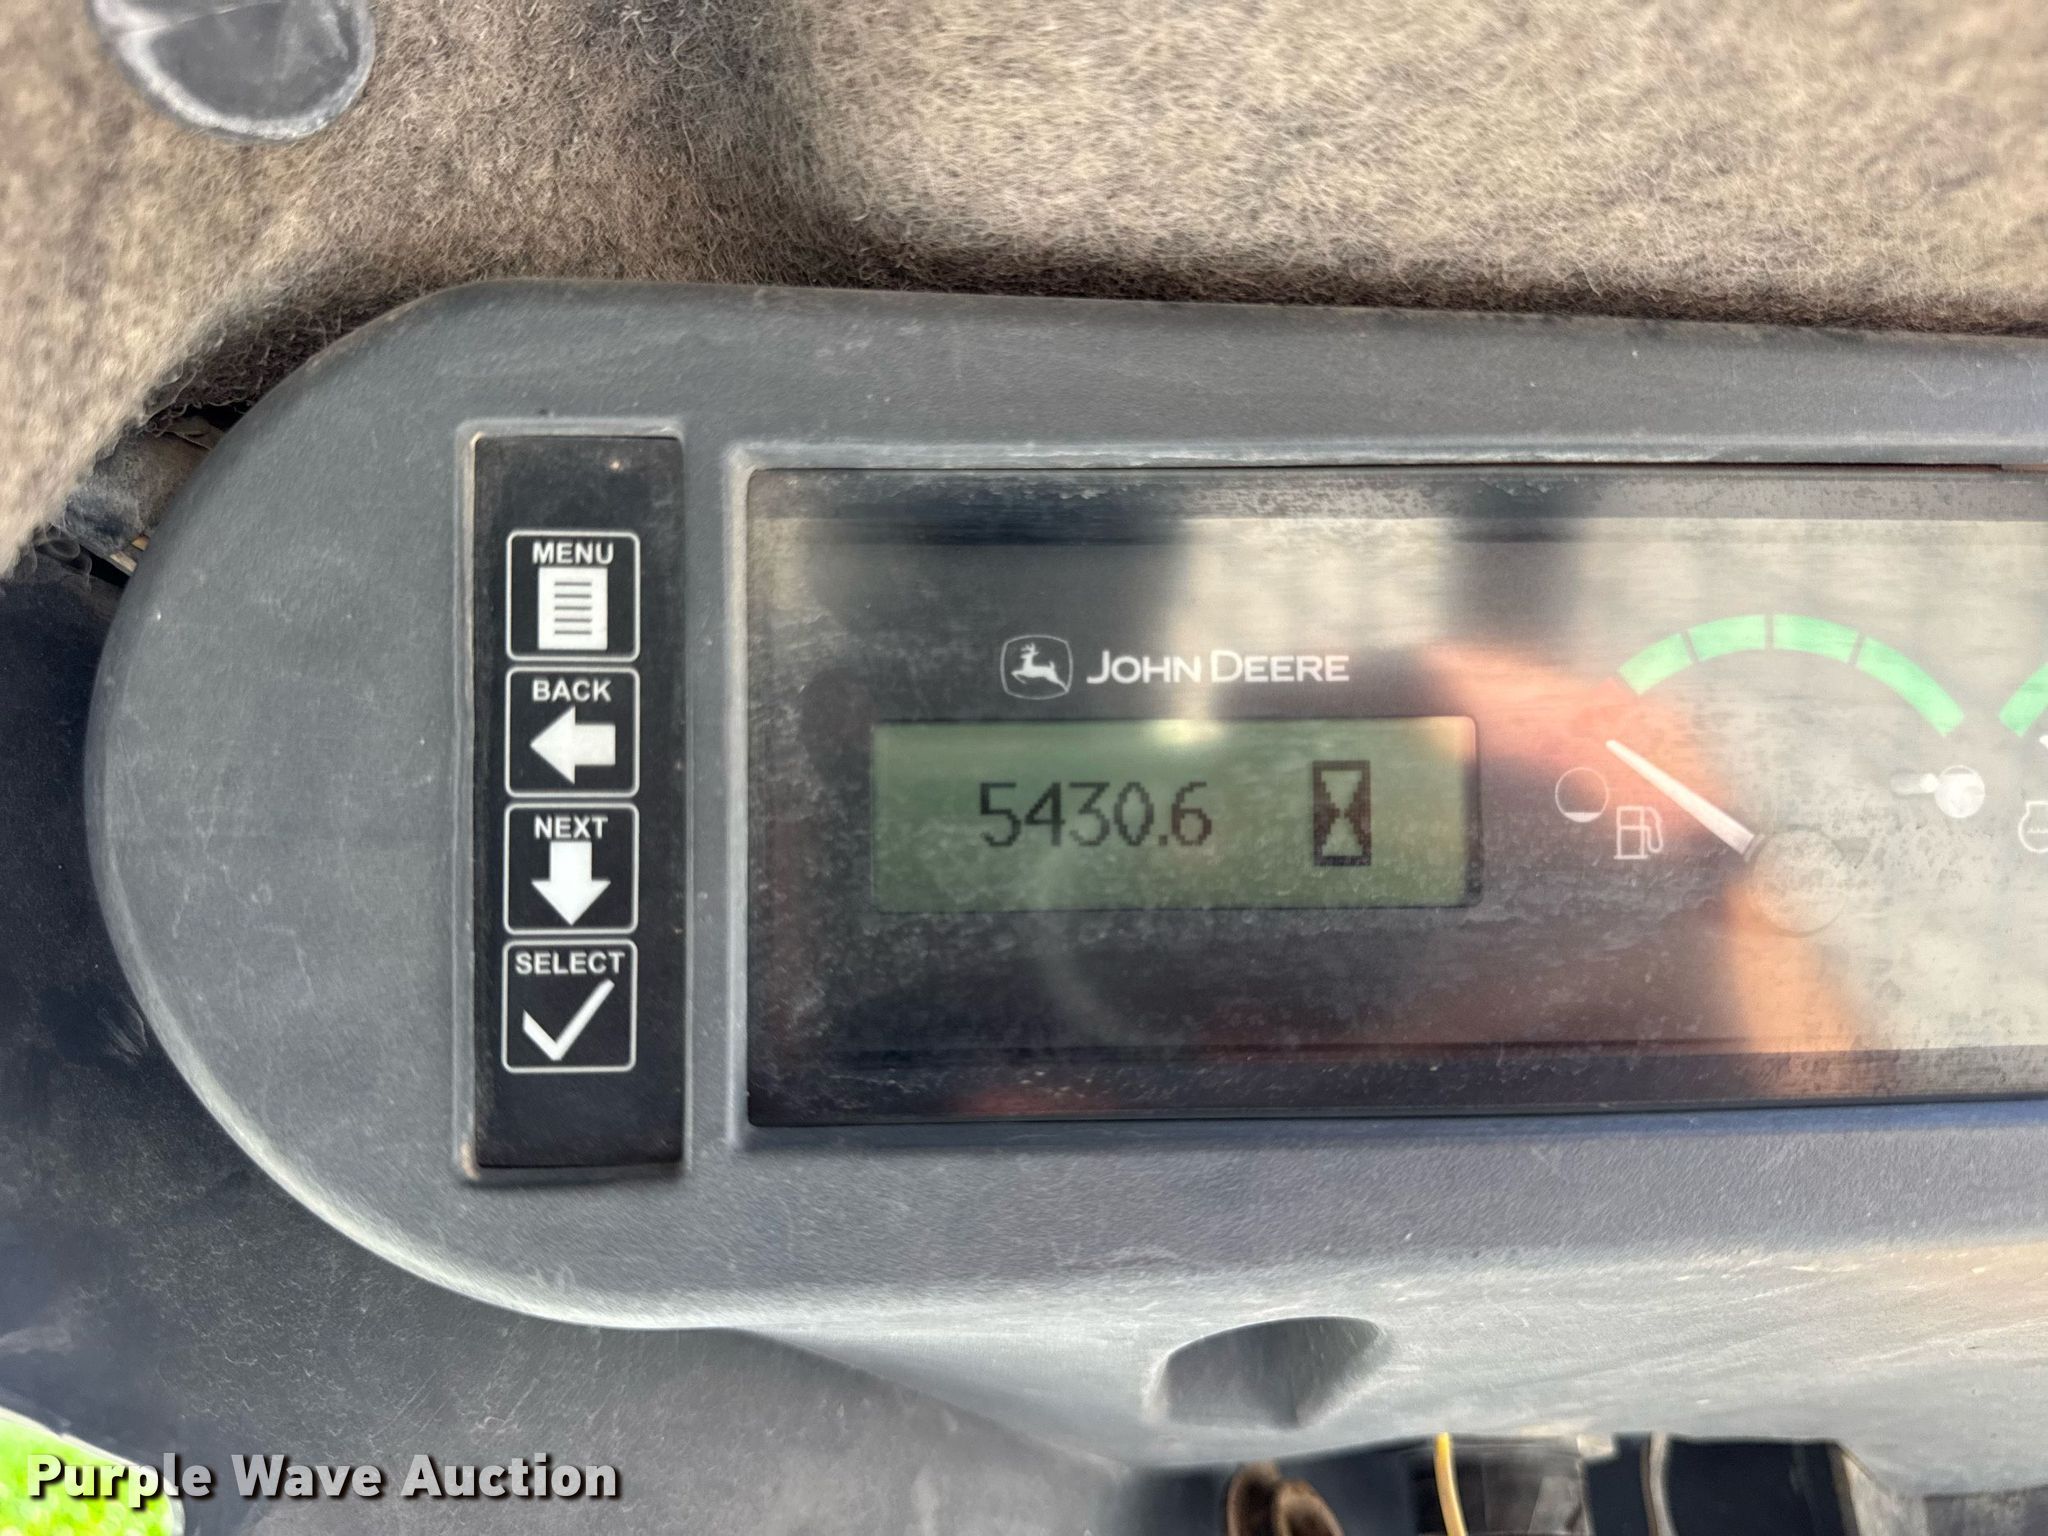 MENU
BACK
NEXT
SELECT
JOHN DEERE
5430.6
Purple Wave Auction